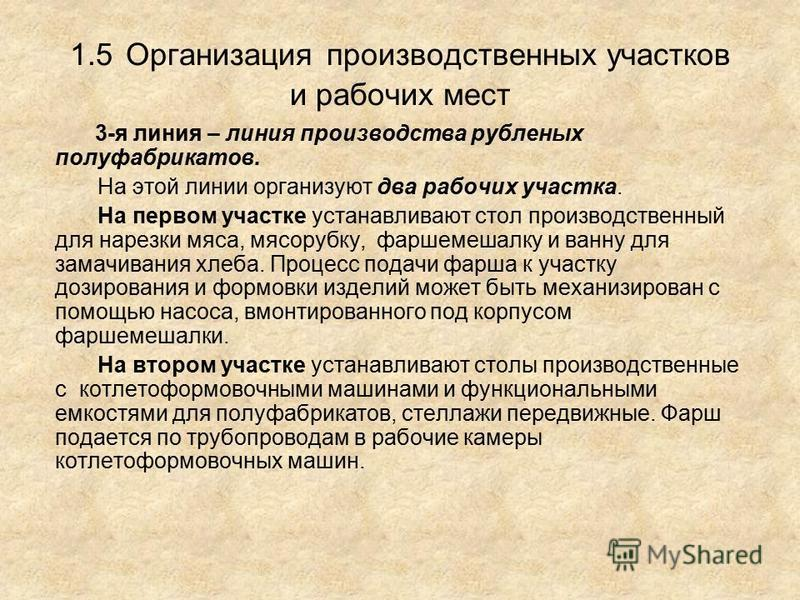 1.5 Организация производственных участков
и рабочих мест
3-я линия – линия производства рубленых
полуфабрикатов.
На этой линии организуют два рабочих участка.
На первом участке устанавливают стол производственный
для нарезки мяса, мясорубку, фаршемешалку и ванну для
замачивания хлеба. Процесс подачи фарша к участку
дозирования и формовки изделий может быть механизирован с
помощью насоса, вмонтированного под корпусом
фаршемешалки.
На втором участке устанавливают столы производственные
с котлетоформовочными машинами и функциональными
емкостями для полуфабрикатов, стеллажи передвижные. Фарш
подается по трубопроводам в рабочие камеры
котлетоформовочных машин.
MyShared